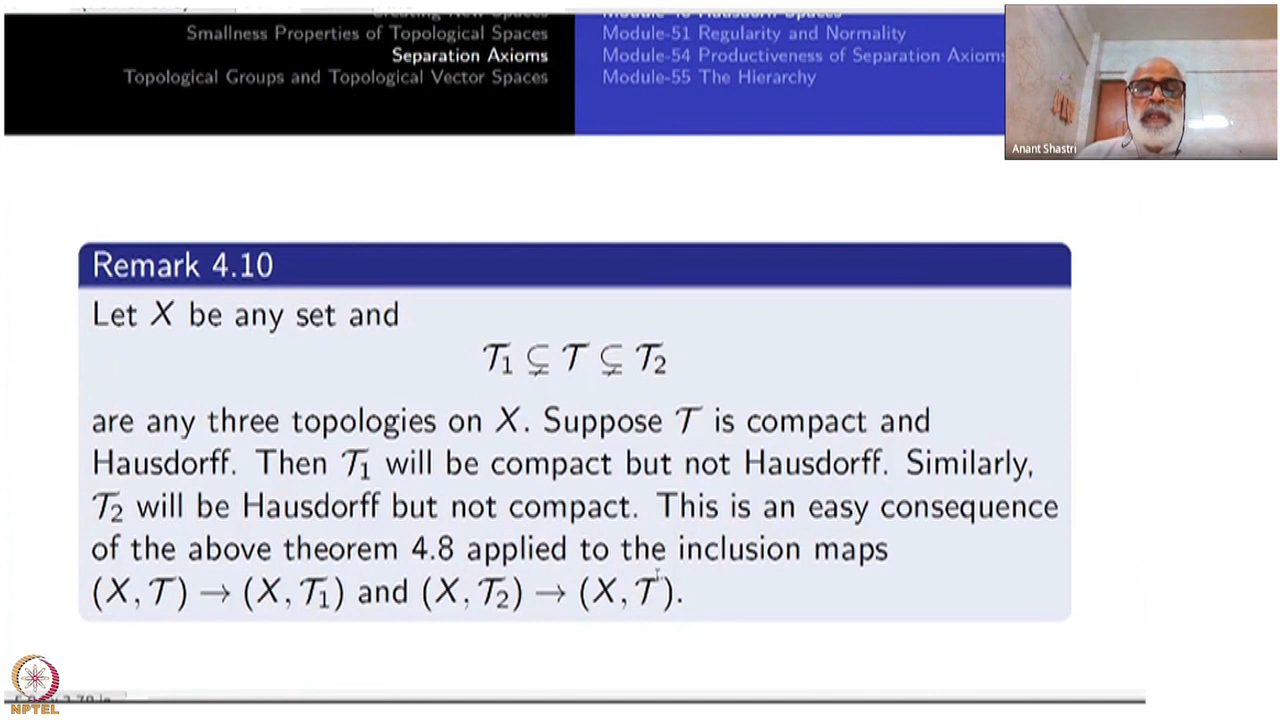 Smallness Properties of Topological Spaces
Separation Axioms
Topological Groups and Topological Vector Spaces
Module-51 Regularity and Normality
Module-54 Productiveness of Separation Axioms
Module-55 The Hierarchy
Anant Shastri
Remark 4.10
Let X be any set and
𝒯₁ ⊊ 𝒯 ⊊ 𝒯₂
are any three topologies on X. Suppose 𝒯 is compact and
Hausdorff. Then 𝒯₁ will be compact but not Hausdorff. Similarly,
𝒯₂ will be Hausdorff but not compact. This is an easy consequence
of the above theorem 4.8 applied to the inclusion maps
(X, 𝒯) → (X, 𝒯₁) and (X, 𝒯₂) → (X, 𝒯).
NPTEL